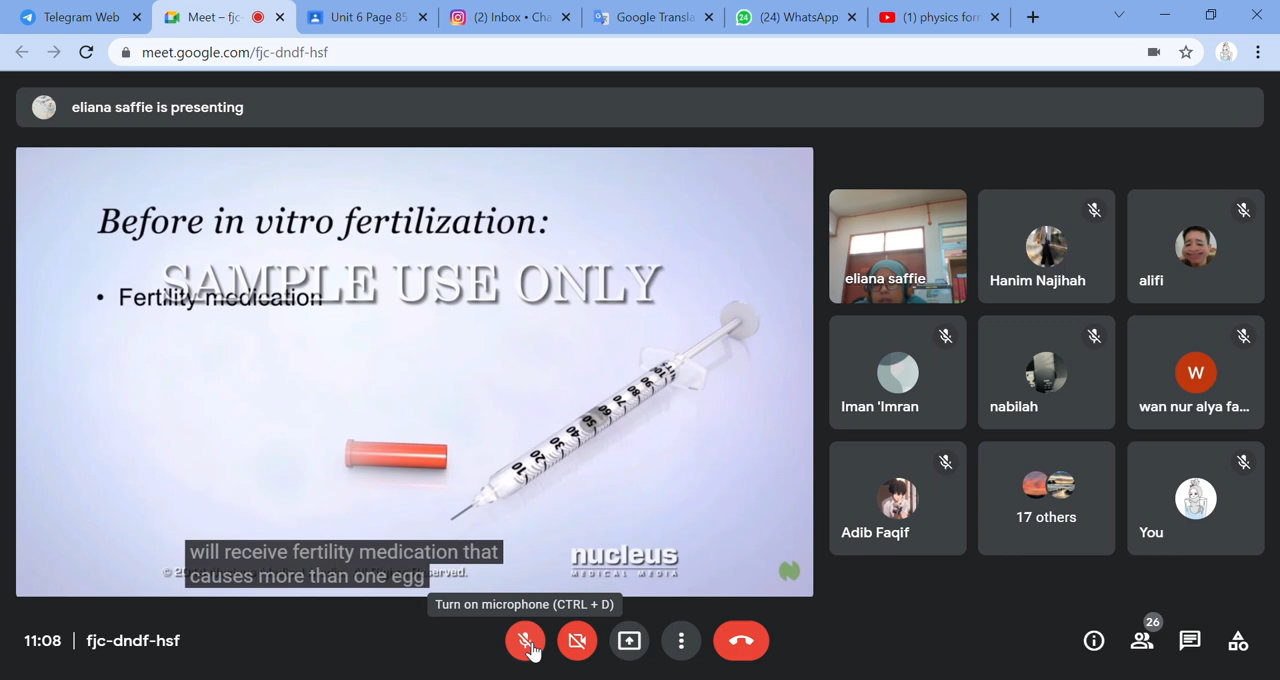 Telegram Web
Meet – fjc-
Unit 6 Page 85
(2) Inbox • Cha
Google Transla
(24) WhatsApp
(1) physics for
meet.google.com/fjc-dndf-hsf
eliana saffie is presenting
Before in vitro fertilization:
SAMPLE USE ONLY
• Fertility medication
100 90 80 70 60 50 40 30 20 10
will receive fertility medication that
causes more than one egg
served.
nucleus
MEDICAL MEDIA
eliana saffie
Hanim Najihah
alifi
Iman 'Imran
nabilah
W
wan nur alya fa...
Adib Faqif
17 others
You
Turn on microphone (CTRL + D)
11:08 | fjc-dndf-hsf
26